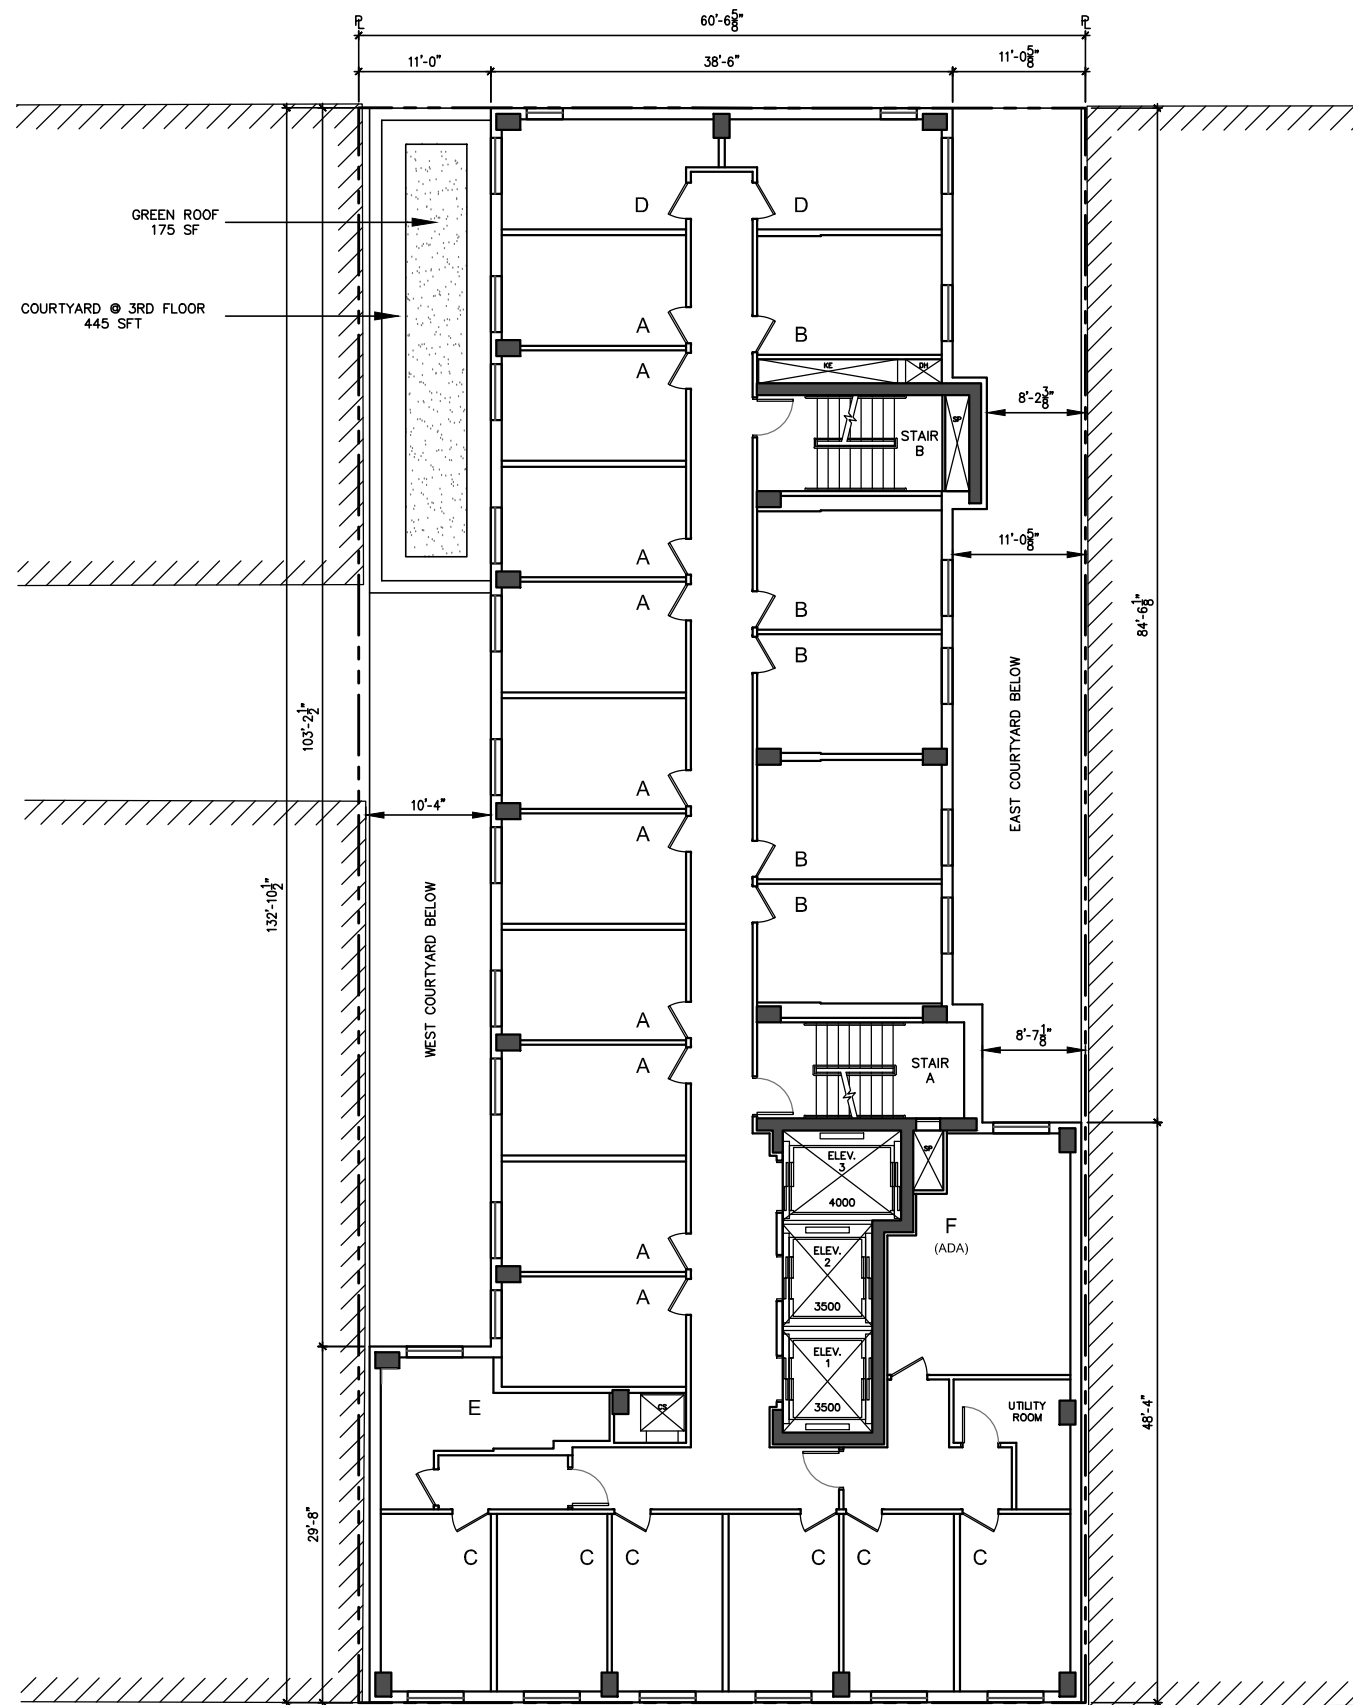 60'-6 5/8"
11'-0"
38'-6"
11'-0 5/8"
D
D
GREEN ROOF
175 SF
COURTYARD @ 3RD FLOOR
445 SFT
A
B
A
KE
DH
8'-2 3/8"
SP
STAIR
B
11'-0 5/8"
A
A
B
B
84'-6 1/8"
EAST COURTYARD BELOW
103'-2 1/2"
10'-4"
A
A
B
B
132'-10 1/2"
WEST COURTYARD BELOW
A
A
STAIR
A
8'-7 1/8"
ELEV.
3
4000
SP
F
(ADA)
A
A
ELEV.
2
3500
ELEV.
1
3500
E
CS
UTILITY
ROOM
48'-4"
29'-8"
C
C
C
C
C
C